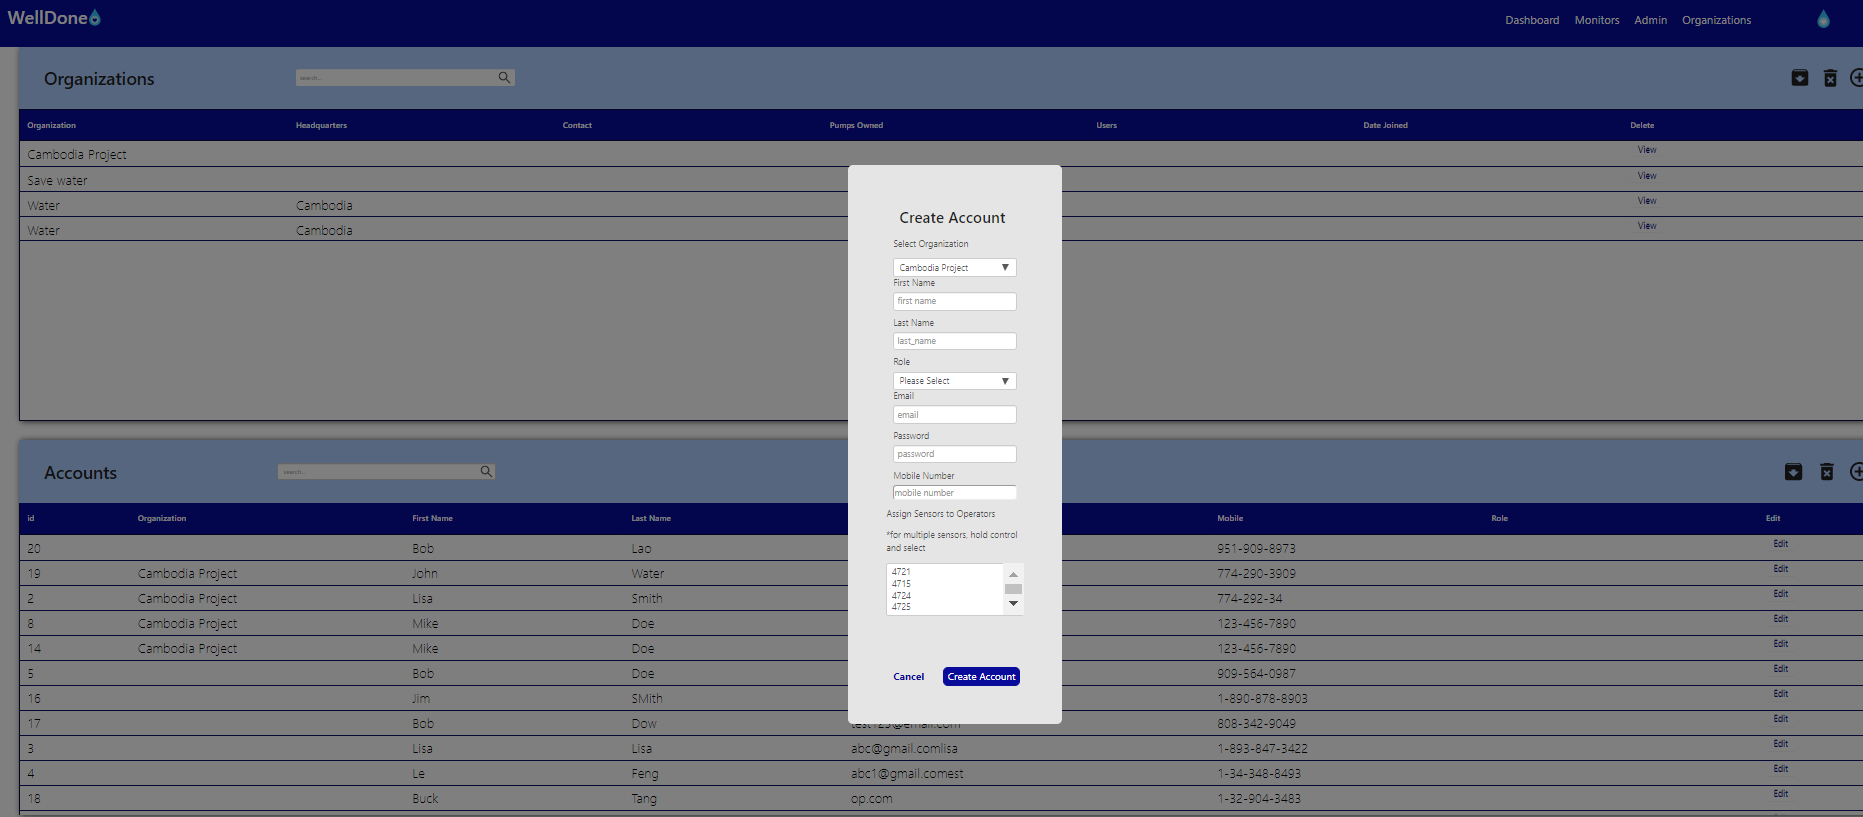 WellDone
Dashboard Monitors Admin Organizations
Organizations
search...
Organization Headquarters Contact Pumps Owned Users Date Joined Delete
Cambodia Project View
Save water View
Water Cambodia View
Water Cambodia View
Create Account
Select Organization
Cambodia Project
First Name
first name
Last Name
last_name
Role
Please Select
Email
email
Password
password
Mobile Number
mobile number
Assign Sensors to Operators
*for multiple sensors, hold control
and select
4721
4715
4724
4725
Cancel Create Account
Accounts
search...
id Organization First Name Last Name Mobile Role Edit
20 Bob Lao 951-909-8973 Edit
19 Cambodia Project John Water 774-290-3909 Edit
2 Cambodia Project Lisa Smith 774-292-34 Edit
8 Cambodia Project Mike Doe 123-456-7890 Edit
14 Cambodia Project Mike Doe 123-456-7890 Edit
5 Bob Doe 909-564-0987 Edit
16 Jim SMith 1-890-878-8903 Edit
17 Bob Dow test123@email.com 808-342-9049 Edit
3 Lisa Lisa abc@gmail.comlisa 1-893-847-3422 Edit
4 Le Feng abc1@gmail.comest 1-34-348-8493 Edit
18 Buck Tang op.com 1-32-904-3483 Edit